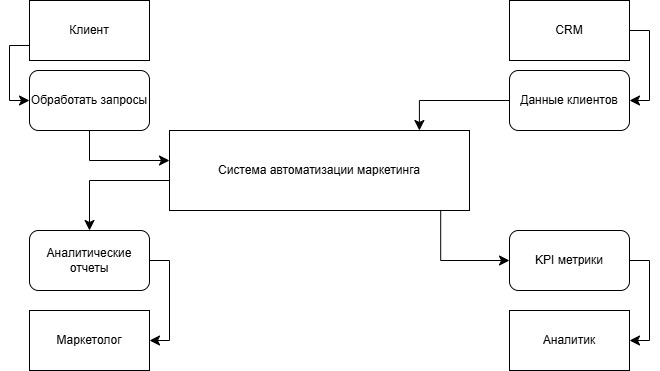 Клиент
CRM
Обработать запросы
Данные клиентов
Система автоматизации маркетинга
Аналитические
отчеты
KPI метрики
Маркетолог
Аналитик